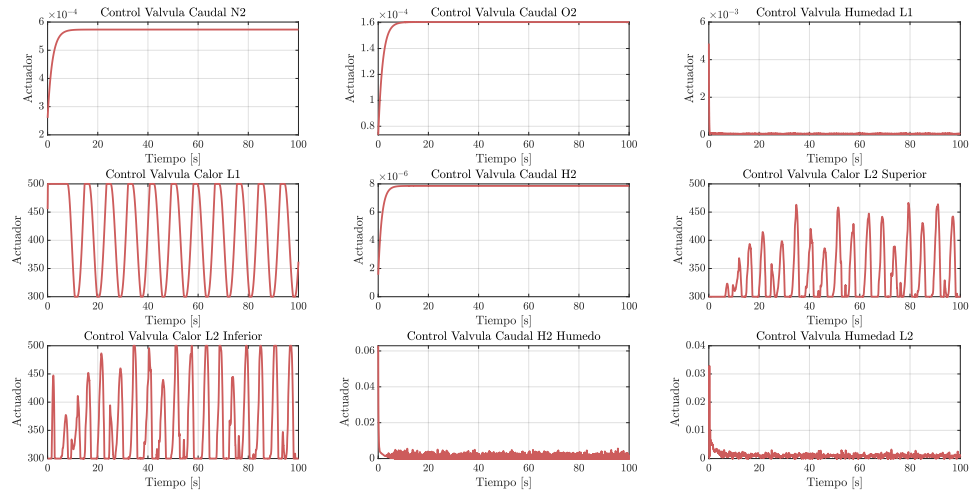 Control Valvula Caudal N2
×10⁻⁴
6
5
4
3
2
Actuador
0 20 40 60 80 100
Tiempo [s]
Control Valvula Caudal O2
×10⁻⁴
1.6
1.4
1.2
1
0.8
Actuador
0 20 40 60 80 100
Tiempo [s]
Control Valvula Humedad L1
×10⁻³
6
4
2
0
Actuador
0 20 40 60 80 100
Tiempo [s]
Control Valvula Calor L1
500
450
400
350
300
Actuador
0 20 40 60 80 100
Tiempo [s]
Control Valvula Caudal H2
×10⁻⁶
8
6
4
2
0
Actuador
0 20 40 60 80 100
Tiempo [s]
Control Valvula Calor L2 Superior
500
450
400
350
300
Actuador
0 20 40 60 80 100
Tiempo [s]
Control Valvula Calor L2 Inferior
500
450
400
350
300
Actuador
0 20 40 60 80 100
Tiempo [s]
Control Valvula Caudal H2 Humedo
0.06
0.04
0.02
0
Actuador
0 20 40 60 80 100
Tiempo [s]
Control Valvula Humedad L2
0.04
0.03
0.02
0.01
0
Actuador
0 20 40 60 80 100
Tiempo [s]